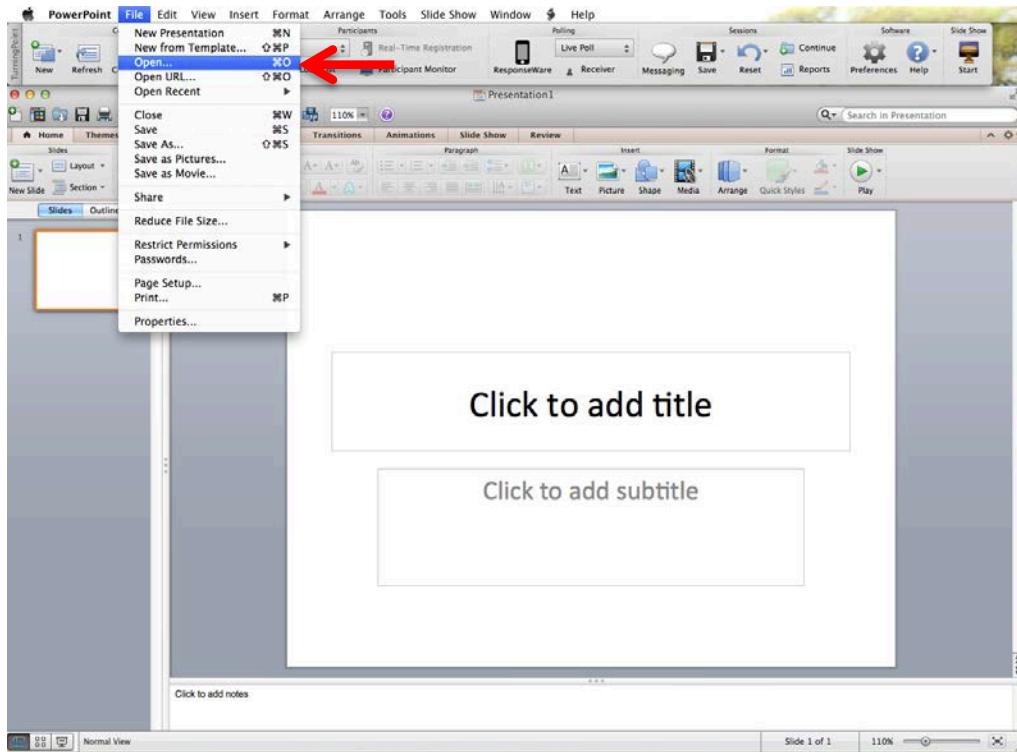 PowerPoint File Edit View Insert Format Arrange Tools Slide Show Window Help
TurningPoint
Participants Polling Sessions Software Slide Show
Real-Time Registration Live Poll Continue
New Refresh Participant Monitor ResponseWare Receiver Messaging Save Reset Reports Preferences Help Start
New Presentation ⌘N
New from Template... ⇧⌘P
Open... ⌘O
Open URL... ⇧⌘O
Open Recent
Close ⌘W
Save ⌘S
Save As... ⇧⌘S
Save as Pictures...
Save as Movie...
Share
Reduce File Size...
Restrict Permissions
Passwords...
Page Setup...
Print... ⌘P
Properties...
Presentation1
110% Search in Presentation
Home Themes Transitions Animations Slide Show Review
Slides Paragraph Insert Format Slide Show
Layout
New Slide Section Text Picture Shape Media Arrange Quick Styles Play
Slides Outline
1
Click to add title
Click to add subtitle
Click to add notes
Normal View Slide 1 of 1 110%